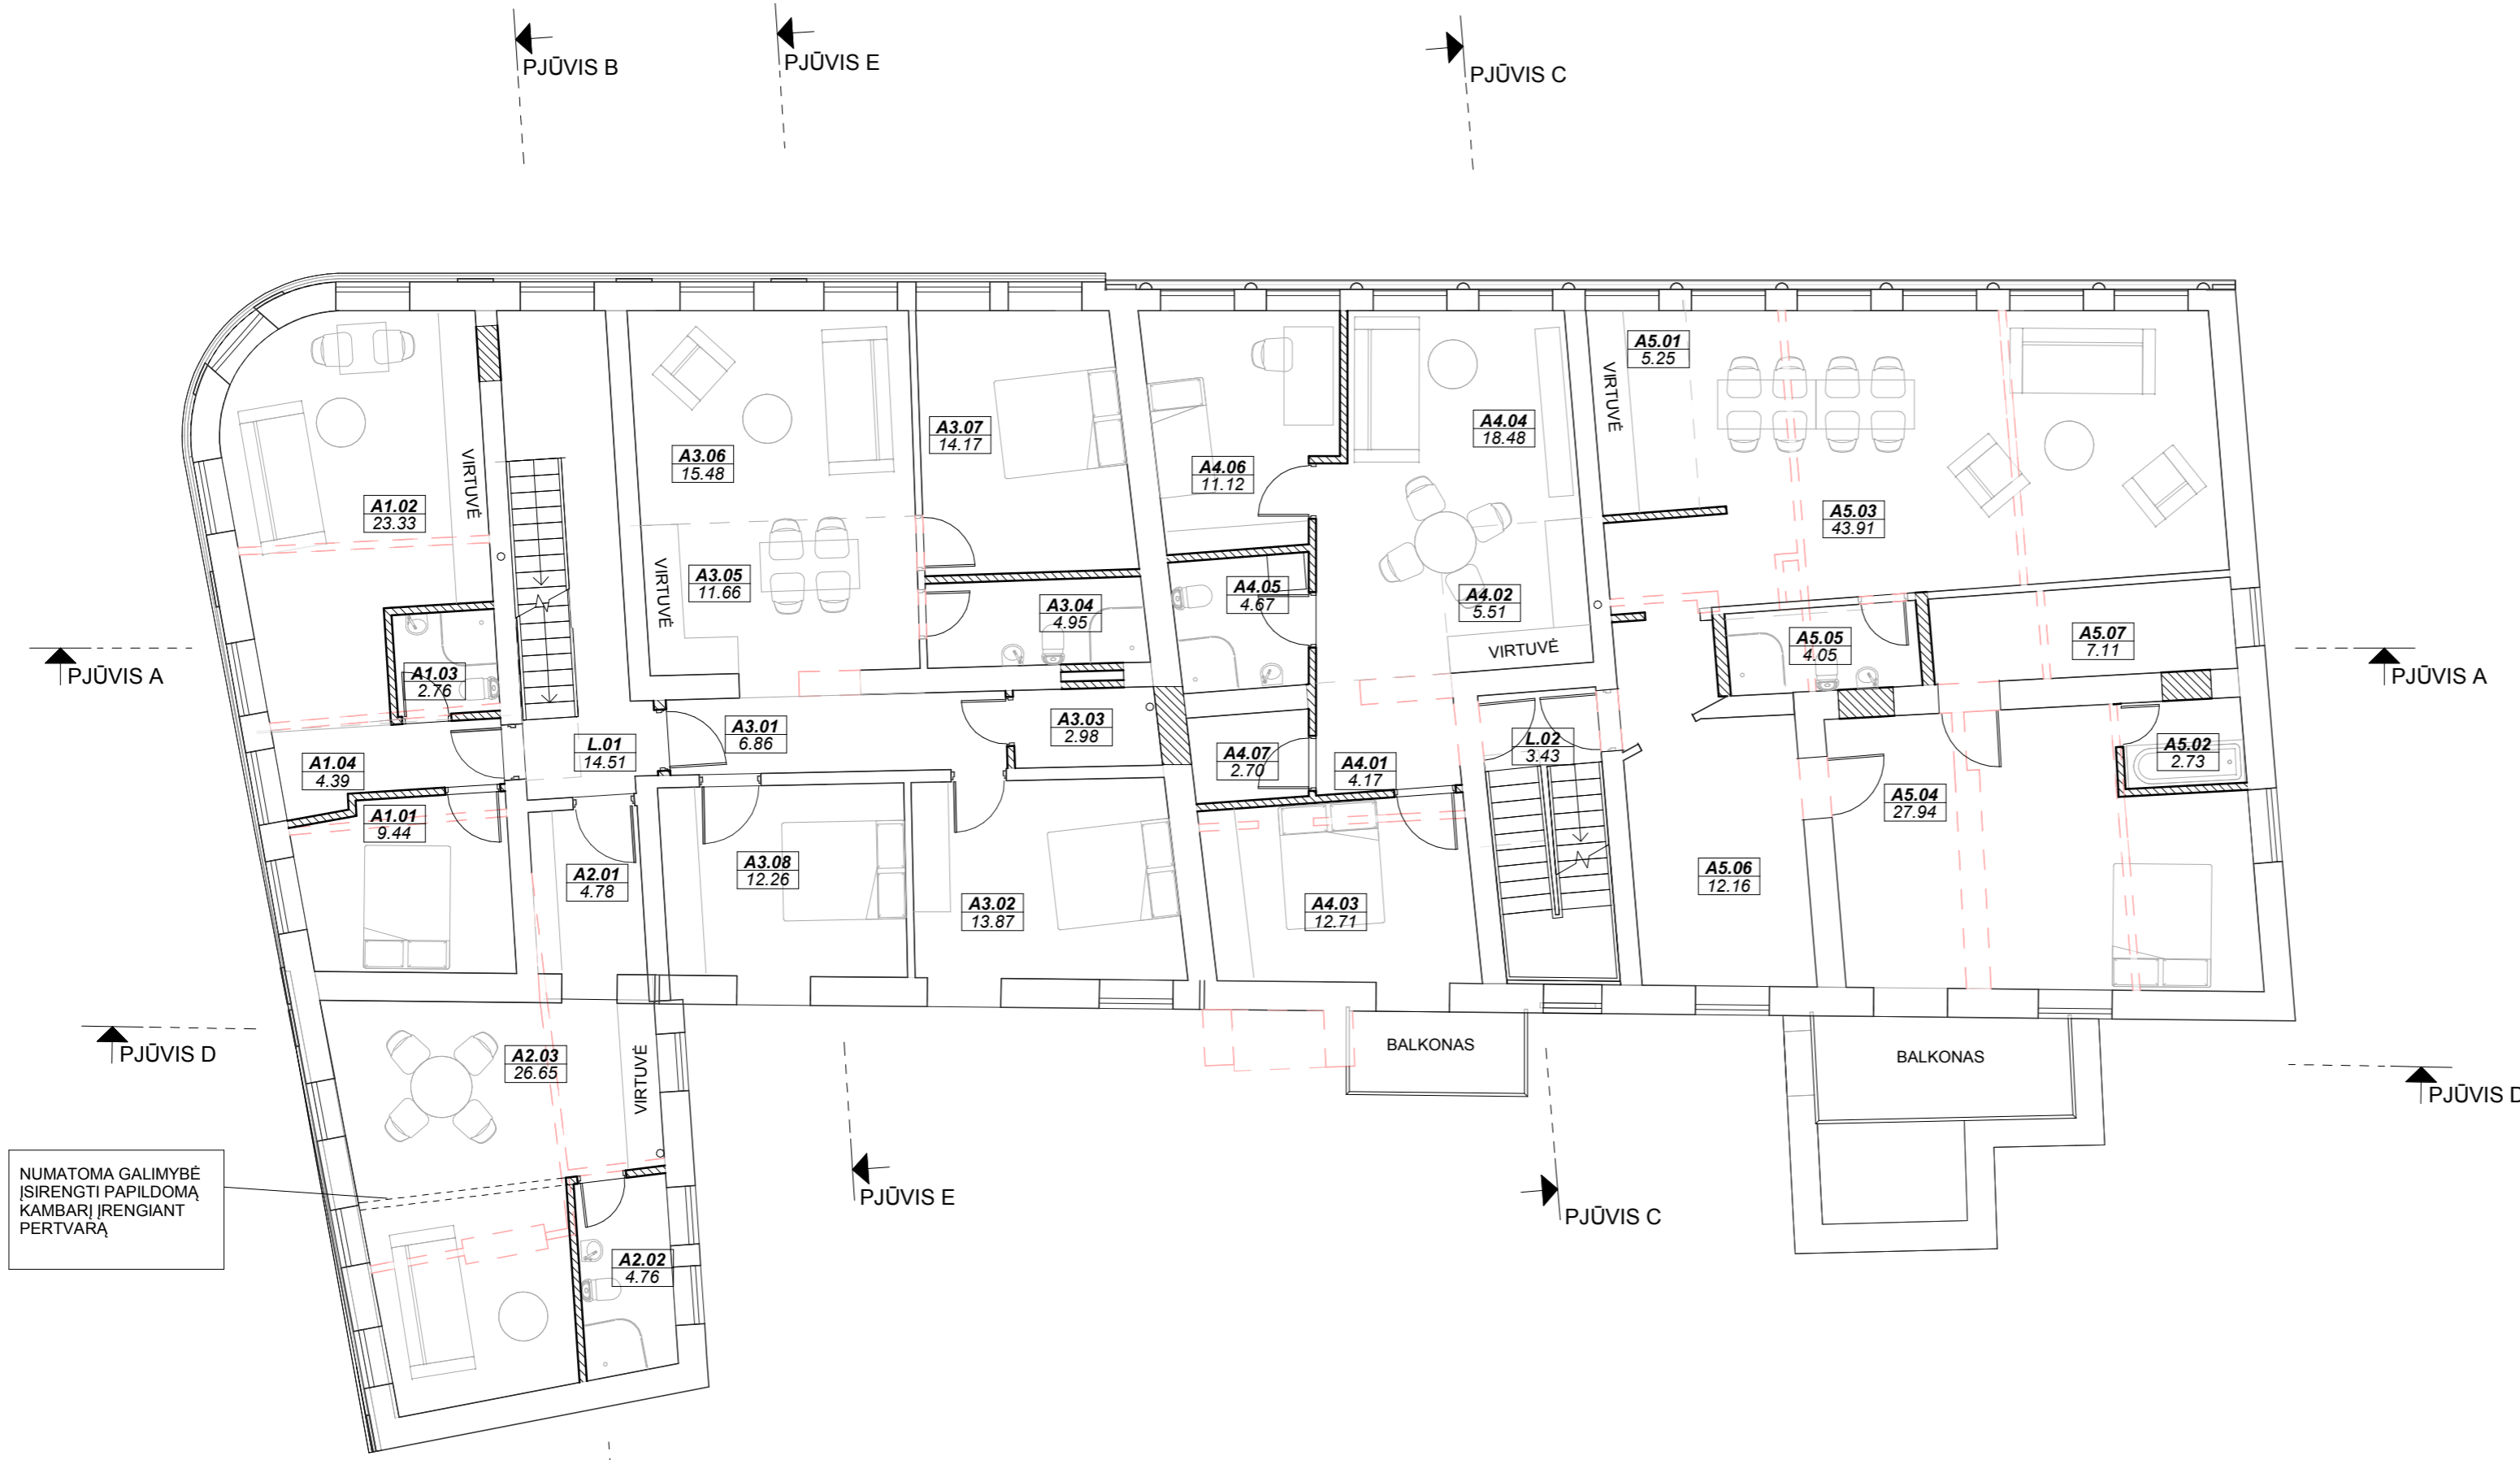 PJŪVIS B
PJŪVIS E
PJŪVIS C
A5.01
5.25
VIRTUVĖ
A3.07
14.17
A4.04
18.48
A3.06
15.48
A4.06
11.12
VIRTUVĖ
A1.02
23.33
A5.03
43.91
VIRTUVĖ
A3.05
11.66
A4.05
4.67
A4.02
5.51
A3.04
4.95
A5.05
4.05
A5.07
7.11
VIRTUVĖ
PJŪVIS A
A1.03
2.76
PJŪVIS A
A3.01
6.86
A3.03
2.98
L.01
14.51
L.02
3.43
A5.02
2.73
A4.07
2.70
A4.01
4.17
A1.04
4.39
A5.04
27.94
A1.01
9.44
A3.08
12.26
A2.01
4.78
A5.06
12.16
A3.02
13.87
A4.03
12.71
PJŪVIS D
A2.03
26.65
VIRTUVĖ
BALKONAS
BALKONAS
PJŪVIS D
NUMATOMA GALIMYBĖ
ĮSIRENGTI PAPILDOMĄ
KAMBARĮ ĮRENGIANT
PERTVARĄ
PJŪVIS E
PJŪVIS C
A2.02
4.76